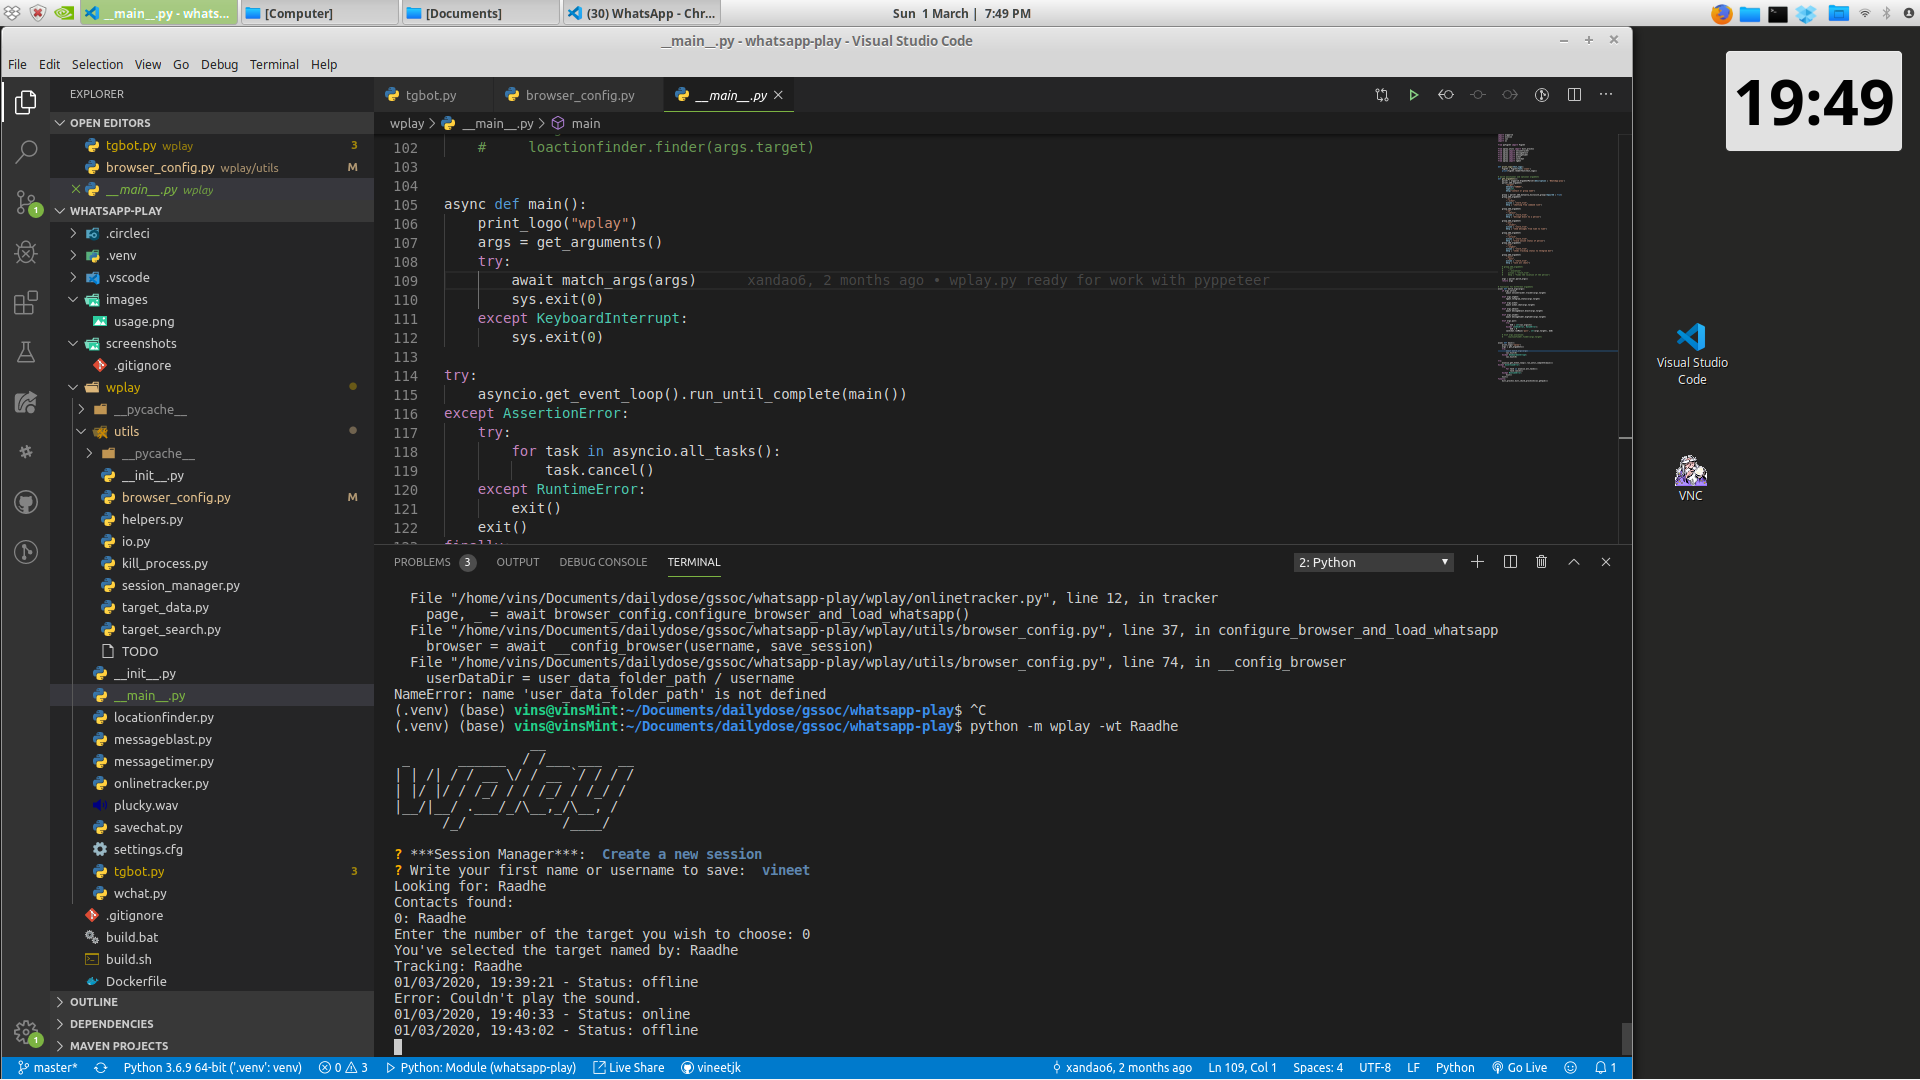 __main__.py - whats...
[Computer]
[Documents]
(30) WhatsApp - Chr...
Sun 1 March | 7:49 PM
__main__.py - whatsapp-play - Visual Studio Code
File Edit Selection View Go Debug Terminal Help
19:49
Visual Studio
Code
VNC
EXPLORER
OPEN EDITORS
tgbot.py wplay 3
browser_config.py wplay/utils M
__main__.py wplay
WHATSAPP-PLAY
.circleci
.venv
.vscode
images
usage.png
screenshots
.gitignore
wplay
__pycache__
utils
__pycache__
__init__.py
browser_config.py M
helpers.py
io.py
kill_process.py
session_manager.py
target_data.py
target_search.py
TODO
__init__.py
__main__.py
locationfinder.py
messageblast.py
messagetimer.py
onlinetracker.py
plucky.wav
savechat.py
settings.cfg
tgbot.py 3
wchat.py
.gitignore
build.bat
build.sh
Dockerfile
OUTLINE
DEPENDENCIES
MAVEN PROJECTS
1
1
tgbot.py browser_config.py __main__.py
wplay > __main__.py > main
102 # loactionfinder.finder(args.target)
103
104
105 async def main():
106 print_logo("wplay")
107 args = get_arguments()
108 try:
109 await match_args(args) xandao6, 2 months ago • wplay.py ready for work with pyppeteer
110 sys.exit(0)
111 except KeyboardInterrupt:
112 sys.exit(0)
113
114 try:
115 asyncio.get_event_loop().run_until_complete(main())
116 except AssertionError:
117 try:
118 for task in asyncio.all_tasks():
119 task.cancel()
120 except RuntimeError:
121 exit()
122 exit()
PROBLEMS 3 OUTPUT DEBUG CONSOLE TERMINAL 2: Python
File "/home/vins/Documents/dailydose/gssoc/whatsapp-play/wplay/onlinetracker.py", line 12, in tracker
page, _ = await browser_config.configure_browser_and_load_whatsapp()
File "/home/vins/Documents/dailydose/gssoc/whatsapp-play/wplay/utils/browser_config.py", line 37, in configure_browser_and_load_whatsapp
browser = await __config_browser(username, save_session)
File "/home/vins/Documents/dailydose/gssoc/whatsapp-play/wplay/utils/browser_config.py", line 74, in __config_browser
userDataDir = user_data_folder_path / username
NameError: name 'user_data_folder_path' is not defined
(.venv) (base) vins@vinsMint:~/Documents/dailydose/gssoc/whatsapp-play$ ^C
(.venv) (base) vins@vinsMint:~/Documents/dailydose/gssoc/whatsapp-play$ python -m wplay -wt Raadhe
wplay
? ***Session Manager***: Create a new session
? Write your first name or username to save: vineet
Looking for: Raadhe
Contacts found:
0: Raadhe
Enter the number of the target you wish to choose: 0
You've selected the target named by: Raadhe
Tracking: Raadhe
01/03/2020, 19:39:21 - Status: offline
Error: Couldn't play the sound.
01/03/2020, 19:40:33 - Status: online
01/03/2020, 19:43:02 - Status: offline
master* Python 3.6.9 64-bit ('.venv': venv) 0 3 Python: Module (whatsapp-play) Live Share vineetjk xandao6, 2 months ago Ln 109, Col 1 Spaces: 4 UTF-8 LF Python Go Live 1